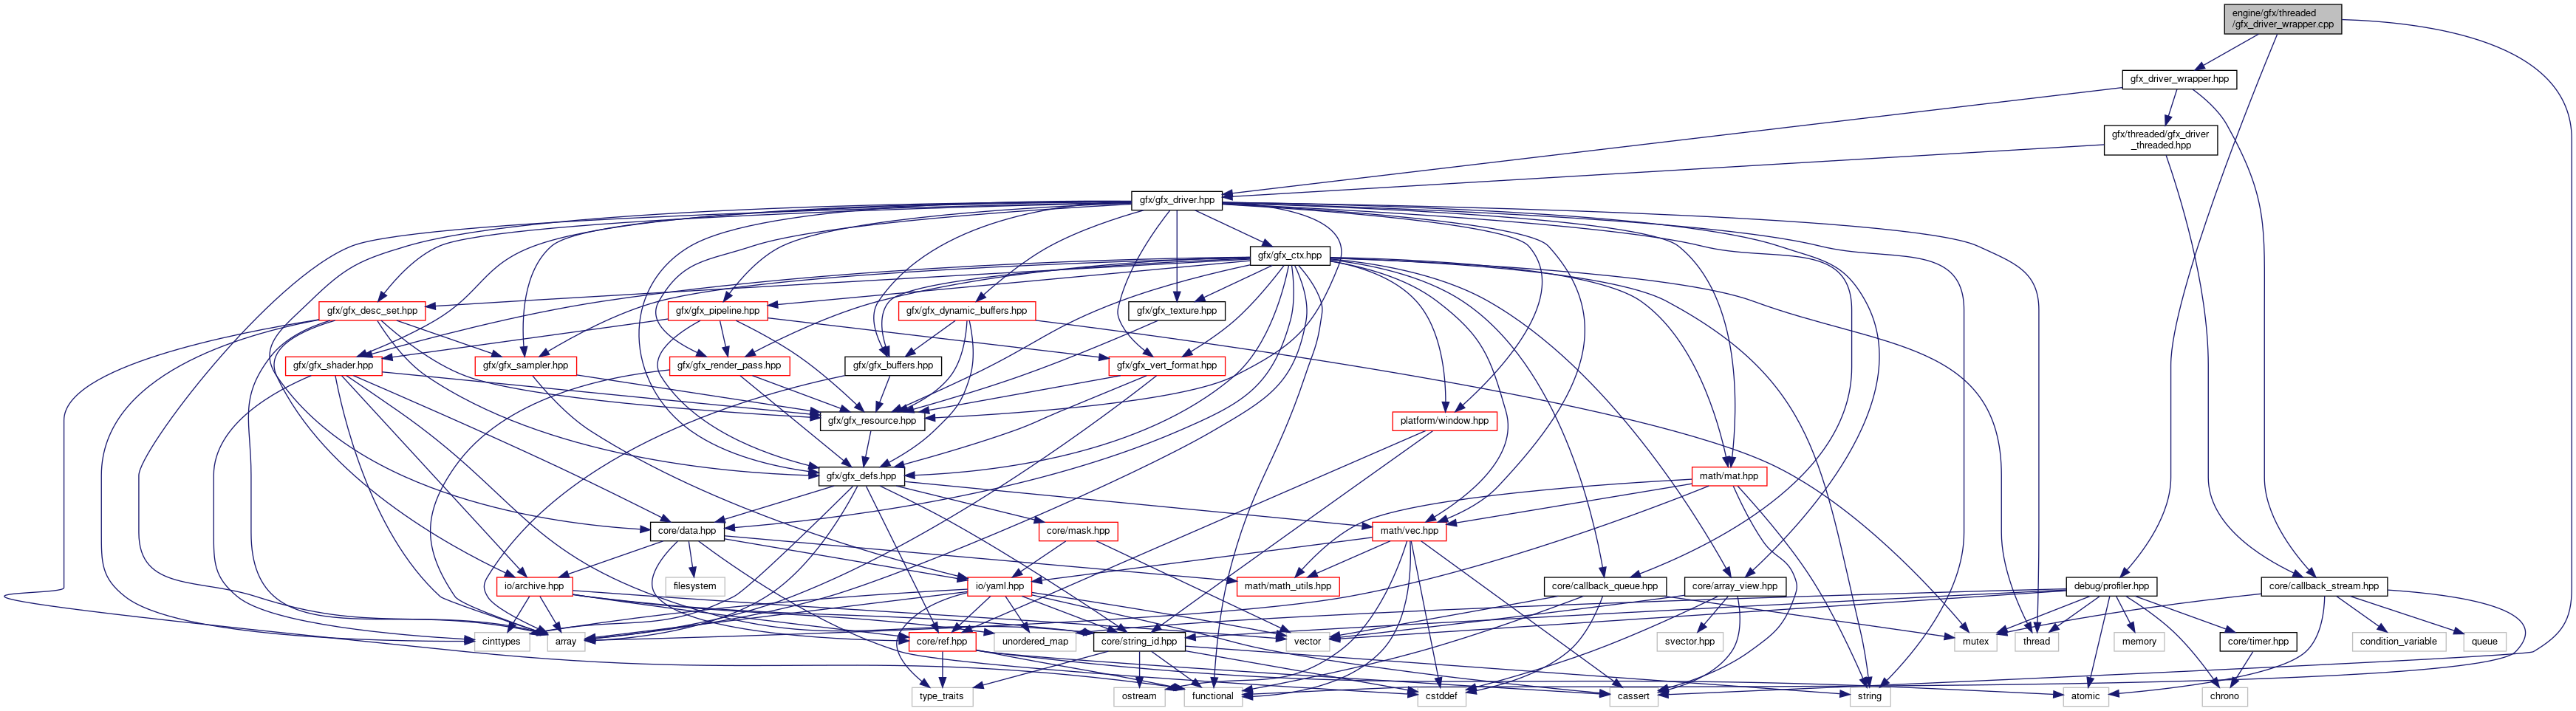 engine/gfx/threaded
/gfx_driver_wrapper.cpp
gfx_driver_wrapper.hpp
gfx/threaded/gfx_driver
_threaded.hpp
gfx/gfx_driver.hpp
gfx/gfx_ctx.hpp
gfx/gfx_desc_set.hpp
gfx/gfx_pipeline.hpp
gfx/gfx_dynamic_buffers.hpp
gfx/gfx_texture.hpp
gfx/gfx_shader.hpp
gfx/gfx_sampler.hpp
gfx/gfx_render_pass.hpp
gfx/gfx_buffers.hpp
gfx/gfx_vert_format.hpp
gfx/gfx_resource.hpp
platform/window.hpp
gfx/gfx_defs.hpp
math/mat.hpp
core/data.hpp
core/mask.hpp
math/vec.hpp
io/archive.hpp
filesystem
io/yaml.hpp
math/math_utils.hpp
core/callback_queue.hpp
core/array_view.hpp
debug/profiler.hpp
core/callback_stream.hpp
cinttypes
array
core/ref.hpp
unordered_map
core/string_id.hpp
vector
svector.hpp
mutex
thread
memory
core/timer.hpp
condition_variable
queue
type_traits
ostream
functional
cstddef
cassert
string
atomic
chrono